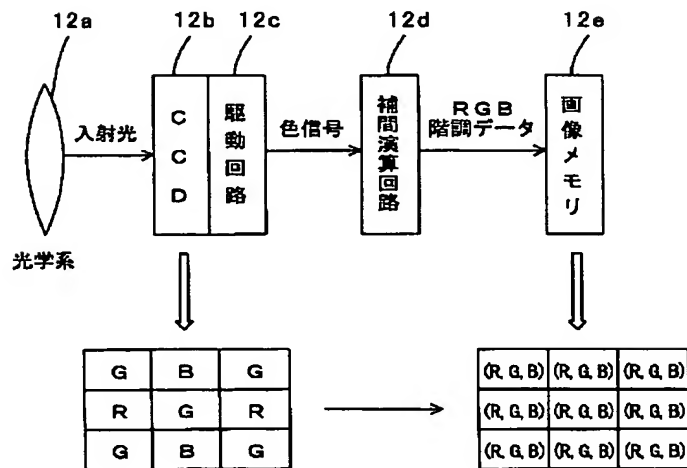 12a 12b 12c 12d 12e
光学系
入射光
CCD
駆動回路
色信号
補間演算回路
RGB
階調データ
画像メモリ
G B G
R G R
G B G
(R, G, B) (R, G, B) (R, G, B)
(R, G, B) (R, G, B) (R, G, B)
(R, G, B) (R, G, B) (R, G, B)